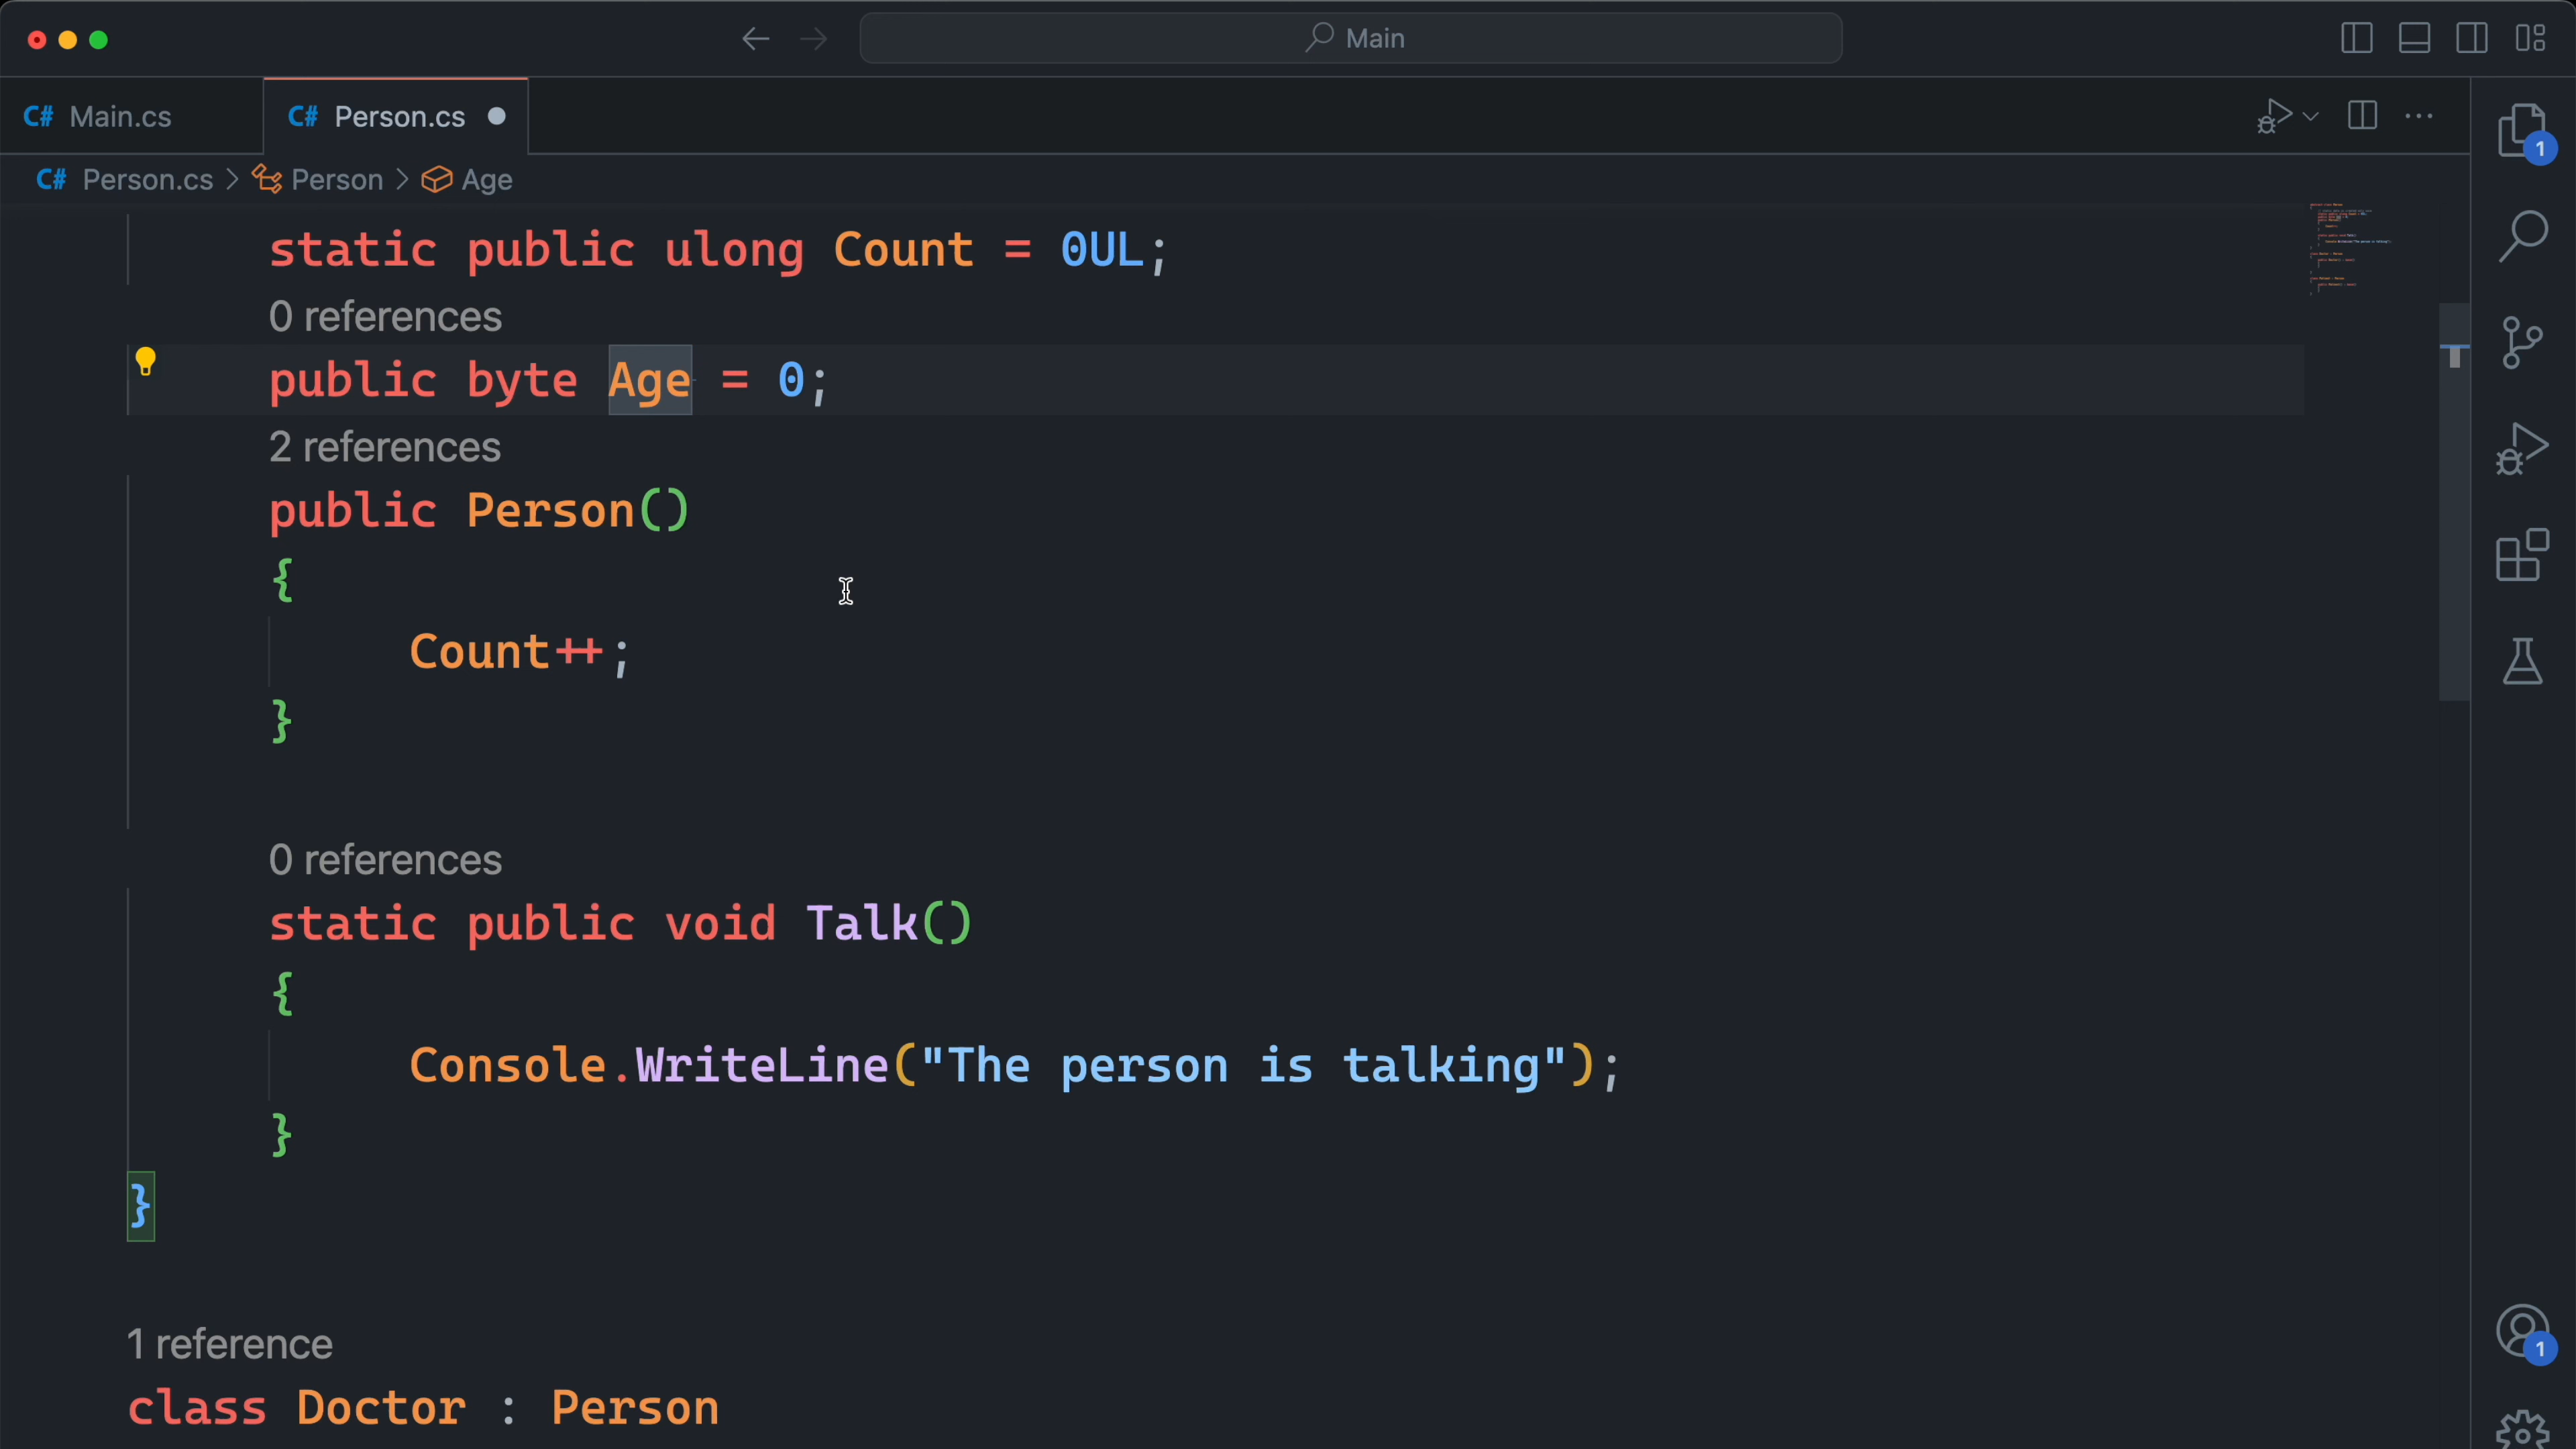 Main
C# Main.cs
C# Person.cs
C# Person.cs > Person > Age
static public ulong Count = 0UL;
0 references
public byte Age = 0;
2 references
public Person()
{
Count++;
}
0 references
static public void Talk()
{
Console.WriteLine("The person is talking");
}
}
1 reference
class Doctor : Person
1
1